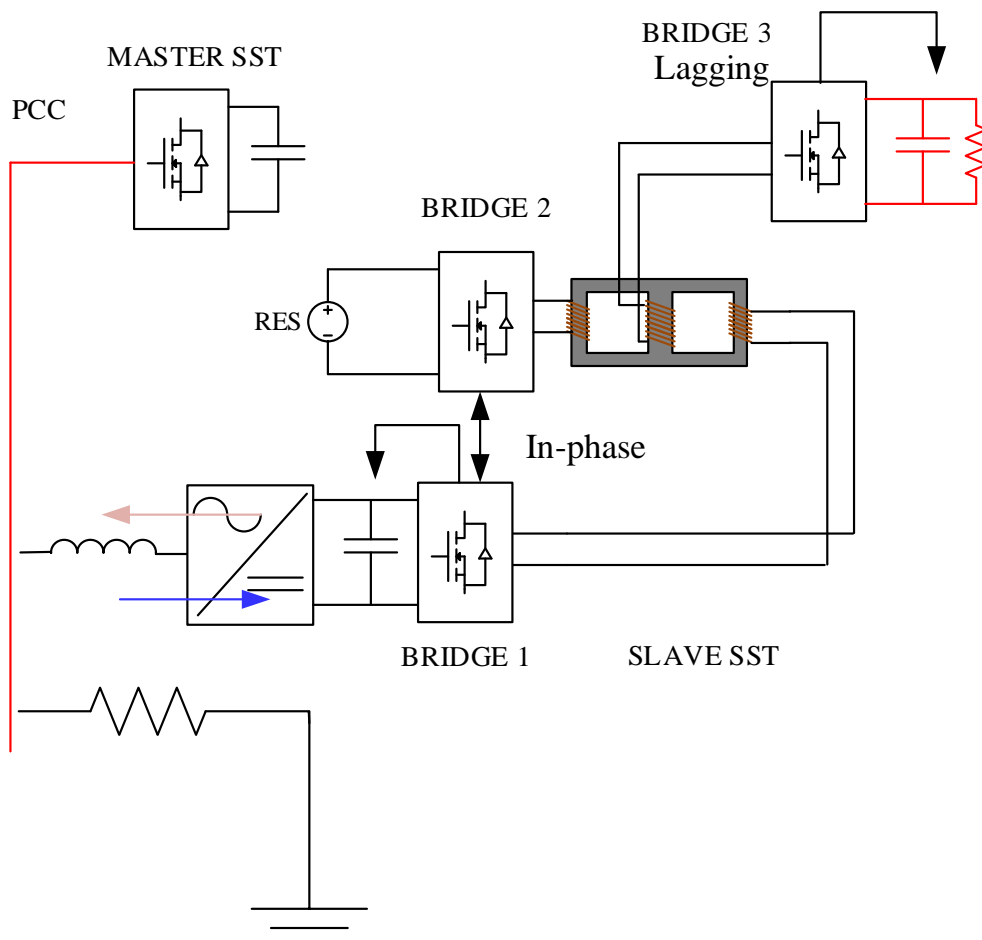 BRIDGE 3
Lagging
MASTER SST
PCC
BRIDGE 2
RES
In-phase
BRIDGE 1
SLAVE SST